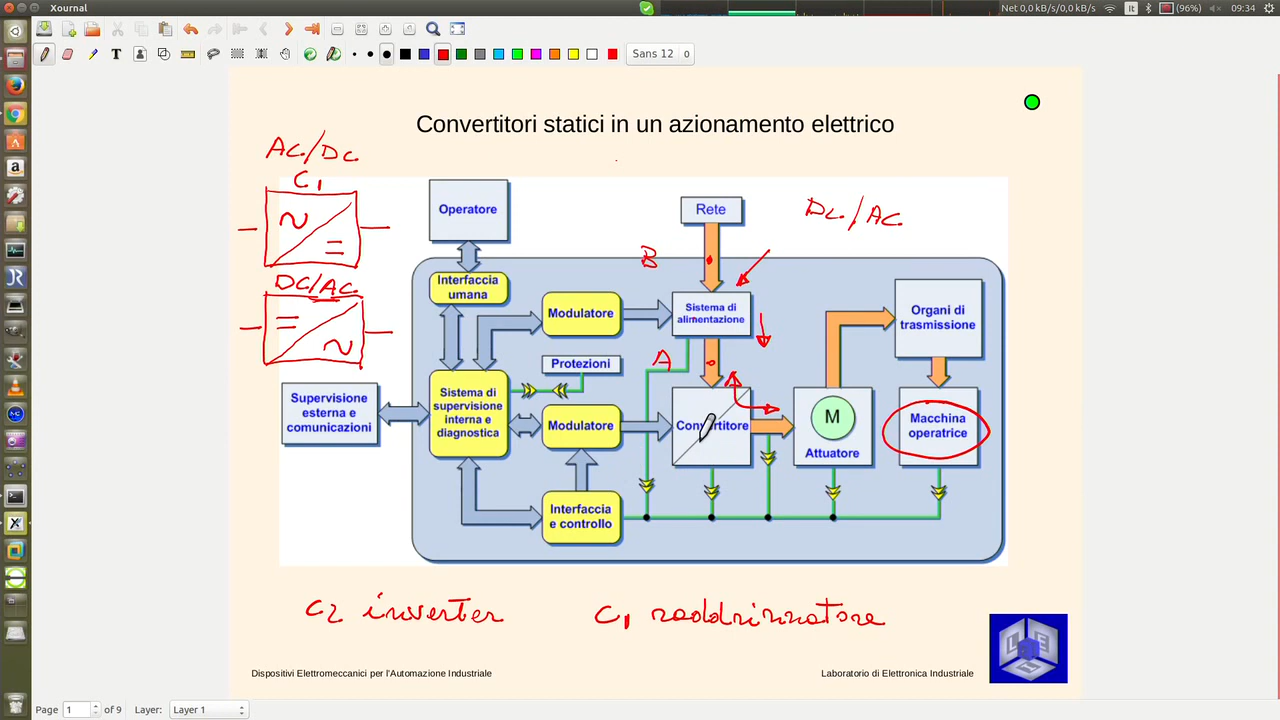 Xournal
Net 0,0 kB/s/0,0 kB/s
It
(96%)
09:34
Sans 12
0
Convertitori statici in un azionamento elettrico
AC/DC
C1
~
=
DC/AC
=
~
DC/AC
Operatore
Rete
B
Interfaccia
umana
Modulatore
Sistema di
alimentazione
Organi di
trasmissione
Protezioni
A
Supervisione
esterna e
comunicazioni
Sistema di
supervisione
interna e
diagnostica
Modulatore
Convertitore
M
Attuatore
Macchina
operatrice
Interfaccia
e controllo
C2 inverter
C1 raddrizzatore
Dispositivi Elettromeccanici per l'Automazione Industriale
Laboratorio di Elettronica Industriale
Page 1 of 9 Layer: Layer 1